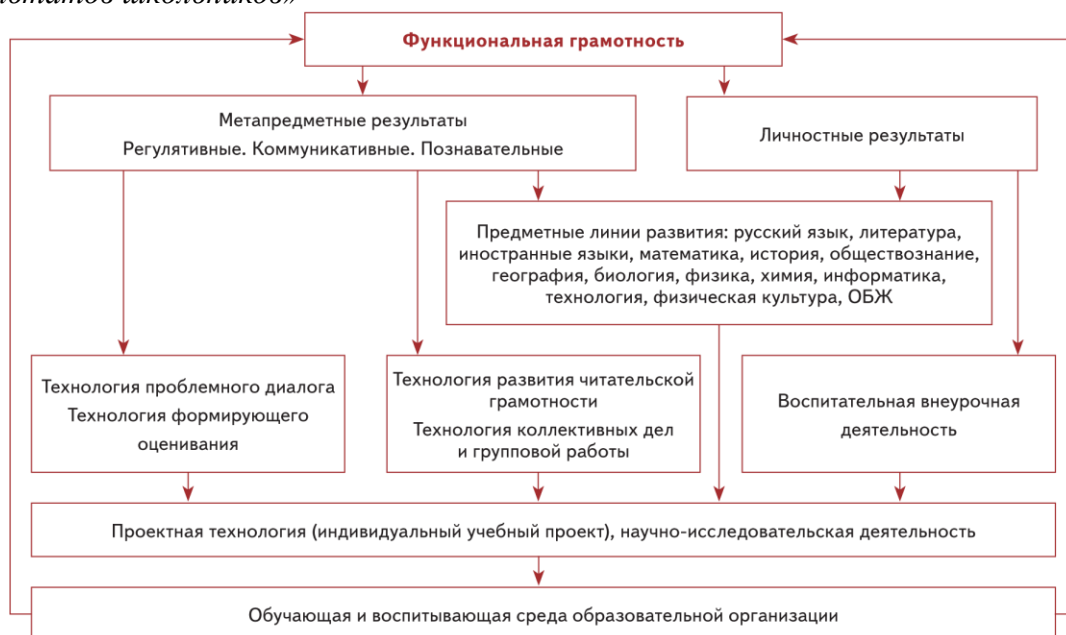 школьников»
Функциональная грамотность
Метапредметные результаты
Регулятивные. Коммуникативные. Познавательные
Личностные результаты
Предметные линии развития: русский язык, литература,
иностранные языки, математика, история, обществознание,
география, биология, физика, химия, информатика,
технология, физическая культура, ОБЖ
Технология проблемного диалога
Технология формирующего
оценивания
Технология развития читательской
грамотности
Технология коллективных дел
и групповой работы
Воспитательная внеурочная
деятельность
Проектная технология (индивидуальный учебный проект), научно-исследовательская деятельность
Обучающая и воспитывающая среда образовательной организации